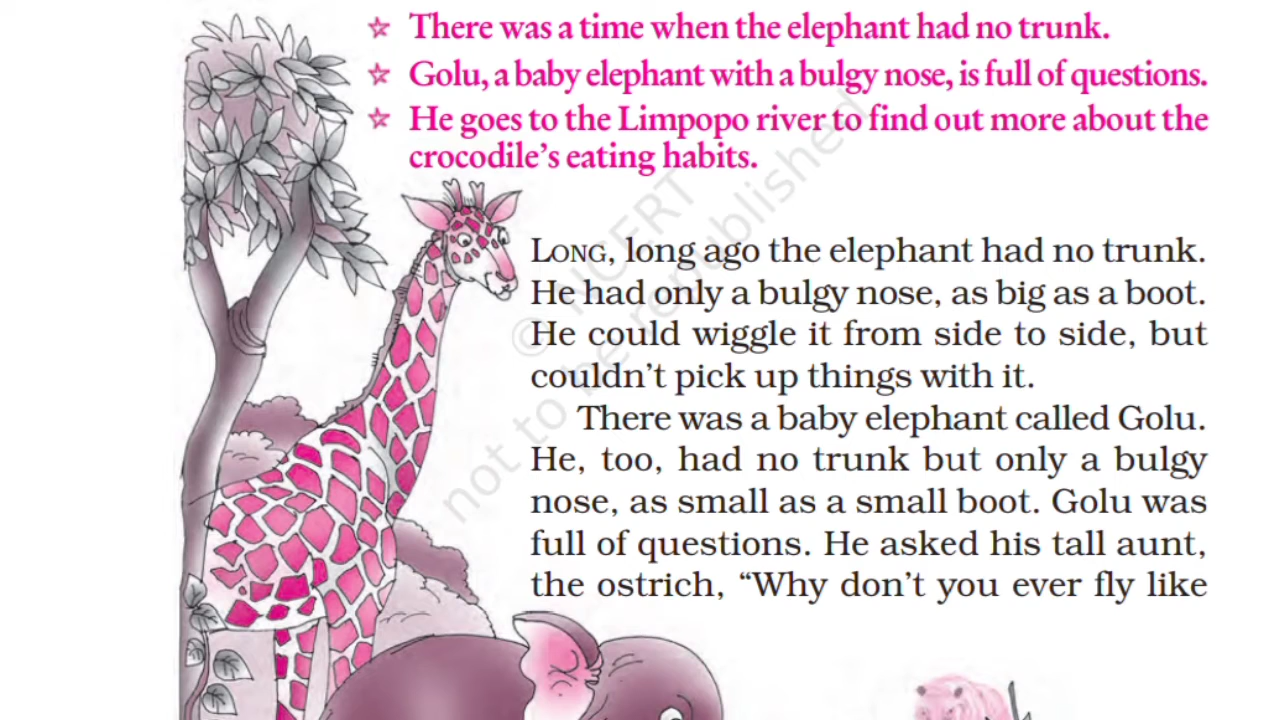 ☆ There was a time when the elephant had no trunk.
☆ Golu, a baby elephant with a bulgy nose, is full of questions.
☆ He goes to the Limpopo river to find out more about the
crocodile's eating habits.
LONG, long ago the elephant had no trunk.
He had only a bulgy nose, as big as a boot.
He could wiggle it from side to side, but
couldn't pick up things with it.
There was a baby elephant called Golu.
He, too, had no trunk but only a bulgy
nose, as small as a small boot. Golu was
full of questions. He asked his tall aunt,
the ostrich, “Why don't you ever fly like
© NCERT
not to be republished